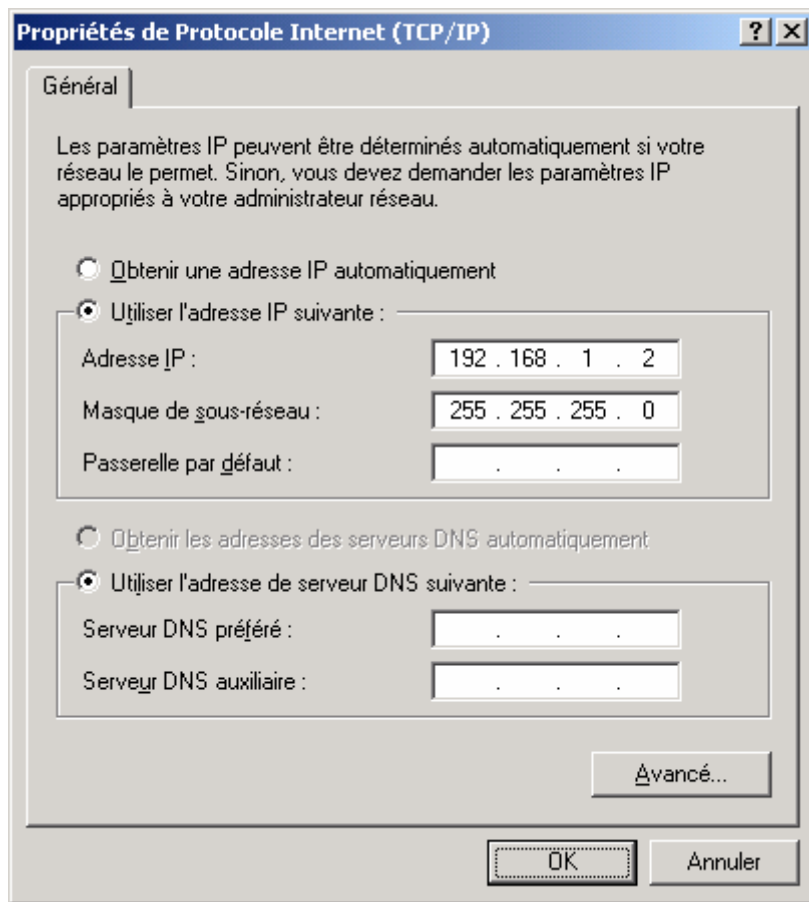 Propriétés de Protocole Internet (TCP/IP)
Général
Les paramètres IP peuvent être déterminés automatiquement si votre
réseau le permet. Sinon, vous devez demander les paramètres IP
appropriés à votre administrateur réseau.
Obtenir une adresse IP automatiquement
Utiliser l'adresse IP suivante :
Adresse IP : 192 . 168 . 1 . 2
Masque de sous-réseau : 255 . 255 . 255 . 0
Passerelle par défaut : . . .
Obtenir les adresses des serveurs DNS automatiquement
Utiliser l'adresse de serveur DNS suivante :
Serveur DNS préféré : . . .
Serveur DNS auxiliaire : . . .
Avancé...
OK Annuler